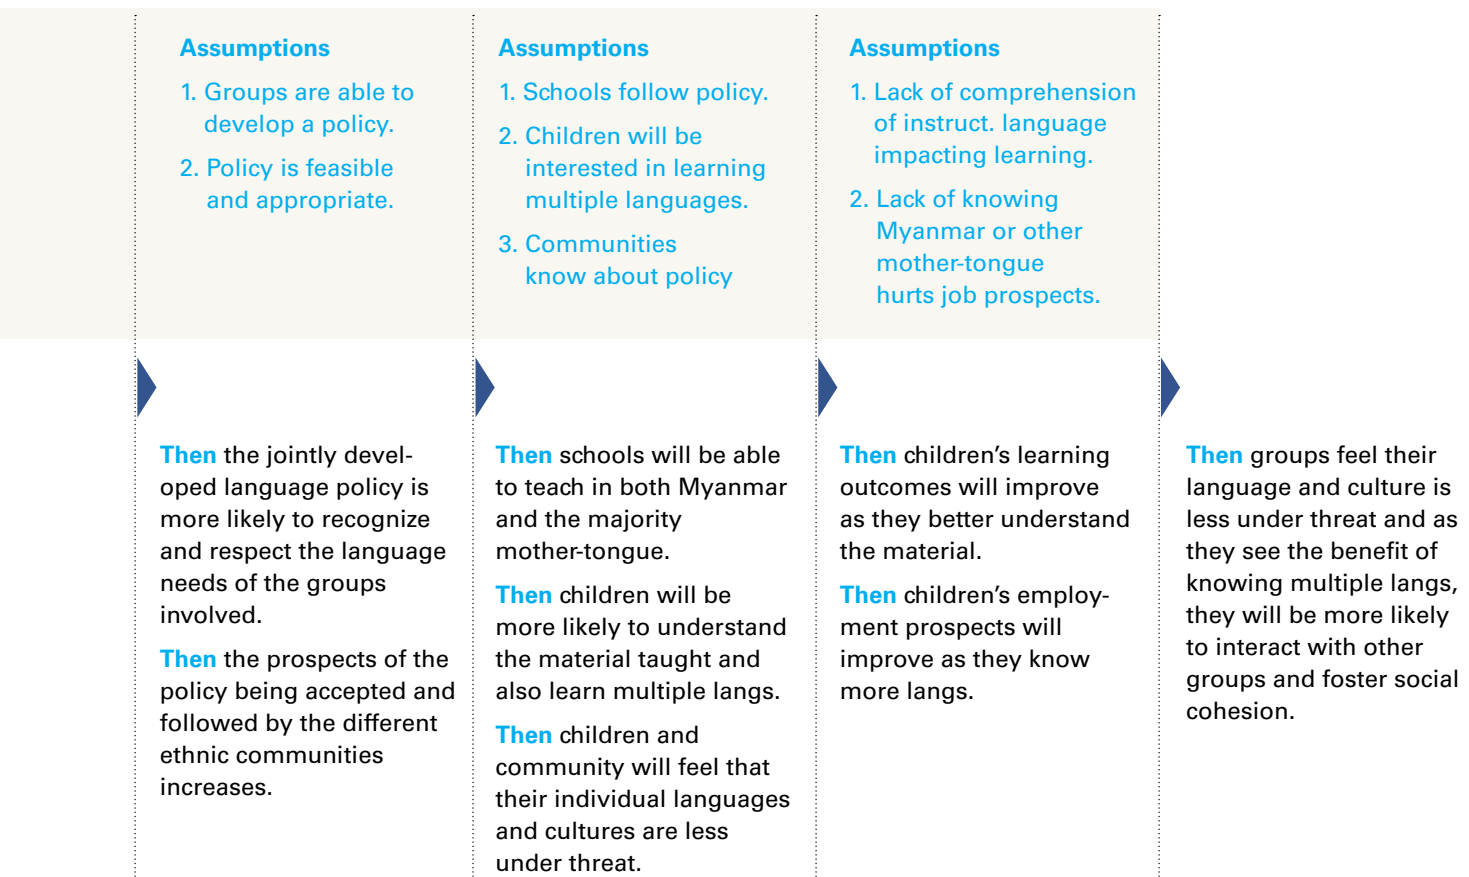 Assumptions
1. Groups are able to
develop a policy.
2. Policy is feasible
and appropriate.
Assumptions
1. Schools follow policy.
2. Children will be
interested in learning
multiple languages.
3. Communities
know about policy
Assumptions
1. Lack of comprehension
of instruct. language
impacting learning.
2. Lack of knowing
Myanmar or other
mother-tongue
hurts job prospects.
Then the jointly devel-
oped language policy is
more likely to recognize
and respect the language
needs of the groups
involved.
Then the prospects of the
policy being accepted and
followed by the different
ethnic communities
increases.
Then schools will be able
to teach in both Myanmar
and the majority
mother-tongue.
Then children will be
more likely to understand
the material taught and
also learn multiple langs.
Then children and
community will feel that
their individual languages
and cultures are less
under threat.
Then children’s learning
outcomes will improve
as they better understand
the material.
Then children’s employ-
ment prospects will
improve as they know
more langs.
Then groups feel their
language and culture is
less under threat and as
they see the benefit of
knowing multiple langs,
they will be more likely
to interact with other
groups and foster social
cohesion.